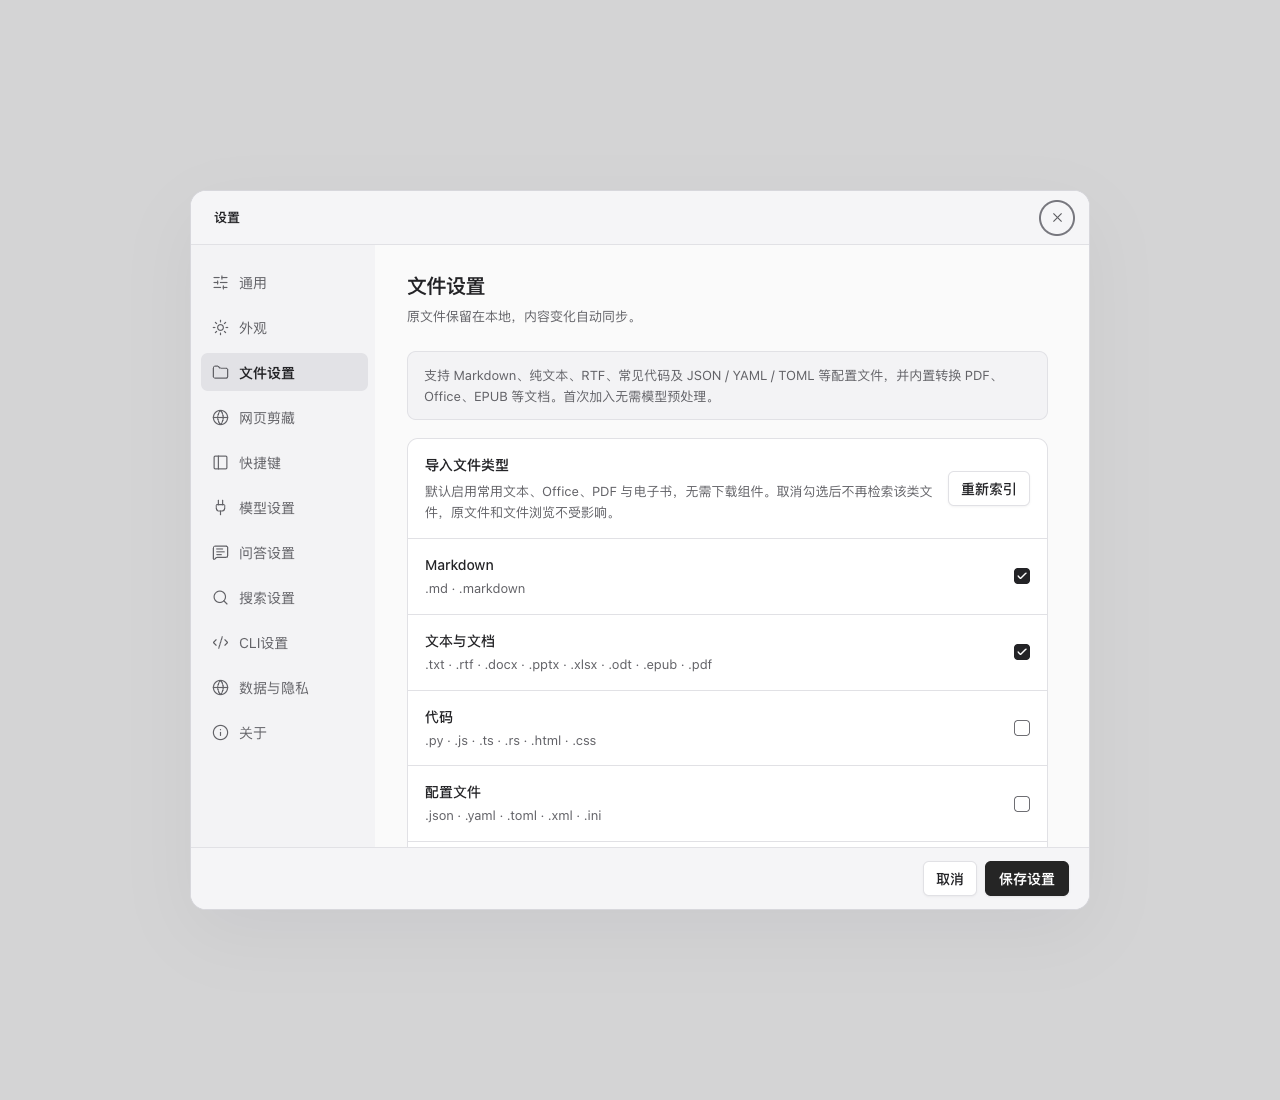 设置
通用
外观
文件设置
网页剪藏
快捷键
模型设置
问答设置
搜索设置
CLI设置
数据与隐私
关于
文件设置
原文件保留在本地，内容变化自动同步。
支持 Markdown、纯文本、RTF、常见代码及 JSON / YAML / TOML 等配置文件，并内置转换 PDF、
Office、EPUB 等文档。首次加入无需模型预处理。
导入文件类型
默认启用常用文本、Office、PDF 与电子书，无需下载组件。取消勾选后不再检索该类文
件，原文件和文件浏览不受影响。
重新索引
Markdown
.md · .markdown
文本与文档
.txt · .rtf · .docx · .pptx · .xlsx · .odt · .epub · .pdf
代码
.py · .js · .ts · .rs · .html · .css
配置文件
.json · .yaml · .toml · .xml · .ini
取消
保存设置